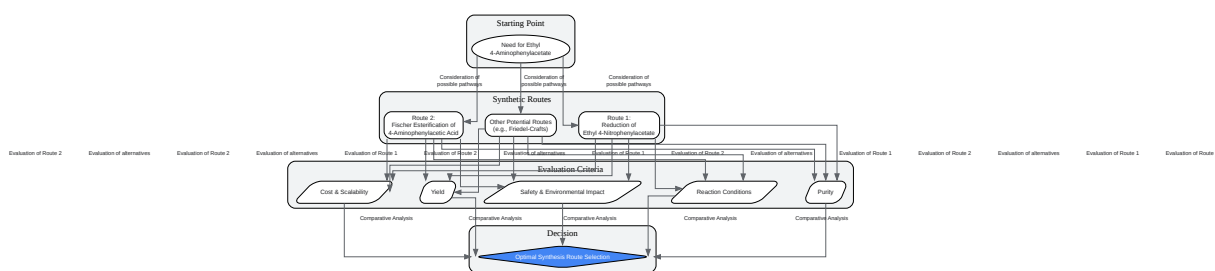 Starting Point
Need for Ethyl
4-Aminophenylacetate
Consideration of
possible pathways
Consideration of
possible pathways
Consideration of
possible pathways
Synthetic Routes
Route 2:
Fischer Esterification of
4-Aminophenylacetic Acid
Other Potential Routes
(e.g., Friedel-Crafts)
Route 1:
Reduction of
Ethyl 4-Nitrophenylacetate
Evaluation of Route 2
Evaluation of alternatives
Evaluation of Route 2
Evaluation of alternatives
Evaluation of Route 1
Evaluation of Route 2
Evaluation of alternatives
Evaluation of Route 1
Evaluation of Route 2
Evaluation of alternatives
Evaluation of Route 1
Evaluation of Route 2
Evaluation of alternatives
Evaluation of Route 1
Evaluation of Route
Evaluation Criteria
Cost & Scalability
Yield
Safety & Environmental Impact
Reaction Conditions
Purity
Comparative Analysis
Comparative Analysis
Comparative Analysis
Comparative Analysis
Comparative Analysis
Decision
Optimal Synthesis Route Selection